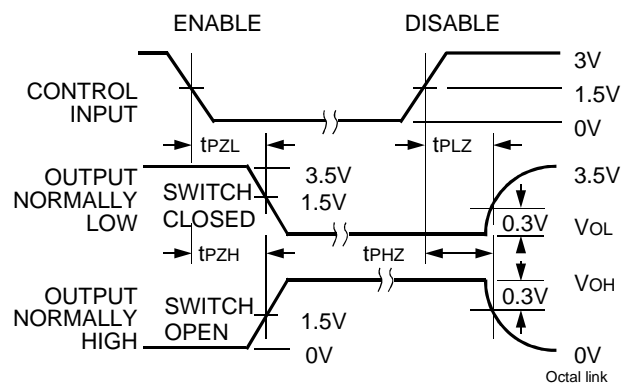 ENABLE
DISABLE
CONTROL
INPUT
3V
1.5V
0V
tPZL
tPLZ
OUTPUT
NORMALLY
LOW
SWITCH
CLOSED
3.5V
1.5V
3.5V
0.3V
VOL
tPZH
tPHZ
OUTPUT
NORMALLY
HIGH
SWITCH
OPEN
1.5V
0V
VOH
0.3V
0V
Octal link